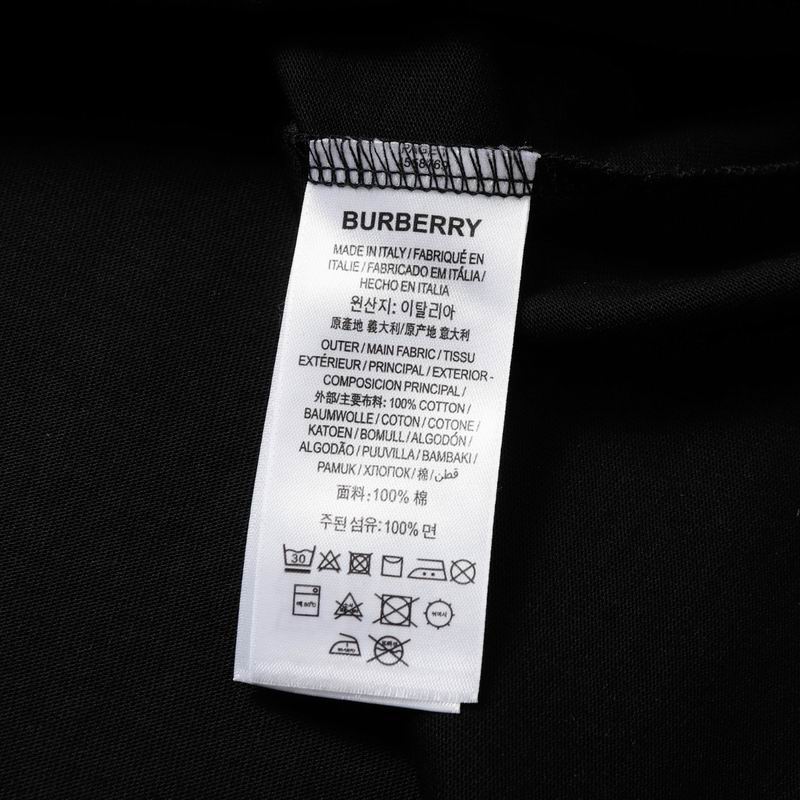 BURBERRY
MADE IN ITALY / FABRIQUÉ EN
ITALIE / FABRICADO EM ITÁLIA /
HECHO EN ITALIA
원산지: 이탈리아
原產地 義大利/原产地 意大利
OUTER / MAIN FABRIC / TISSU
EXTÉRIEUR / PRINCIPAL / EXTERIOR -
COMPOSICION PRINCIPAL /
外部/主要布料: 100% COTTON /
BAUMWOLLE / COTON / COTONE /
KATOEN / BOMULL / ALGODÓN /
ALGODÃO / PUUVILLA / BAMBAKI /
PAMUK / ХЛОПОК / 棉 / قطن
面料: 100% 棉
주된 섬유: 100% 면
30